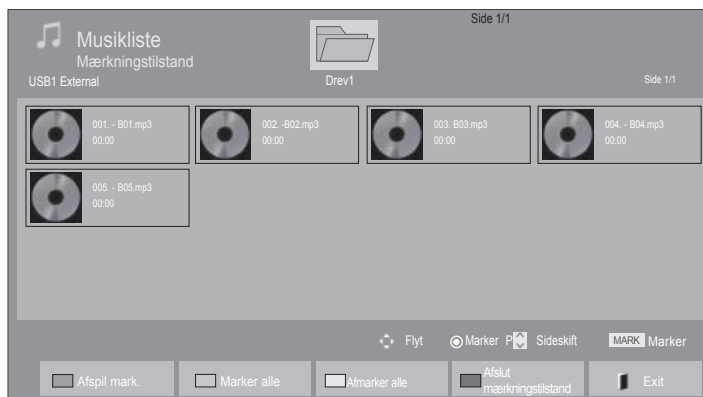 Side 1/1
Musikliste
Mærkningstilstand
USB1 External
Drev1
Side 1/1
001. - B01.mp3
00:00
002. -B02.mp3
00:00
003. B03.mp3
00:00
004. - B04.mp3
00:00
005. - B05.mp3
00:00
Flyt
Marker
P
Sideskift
MARK
Marker
Afspil mark.
Marker alle
Afmarker alle
Afslut
mærkningstilstand
Exit